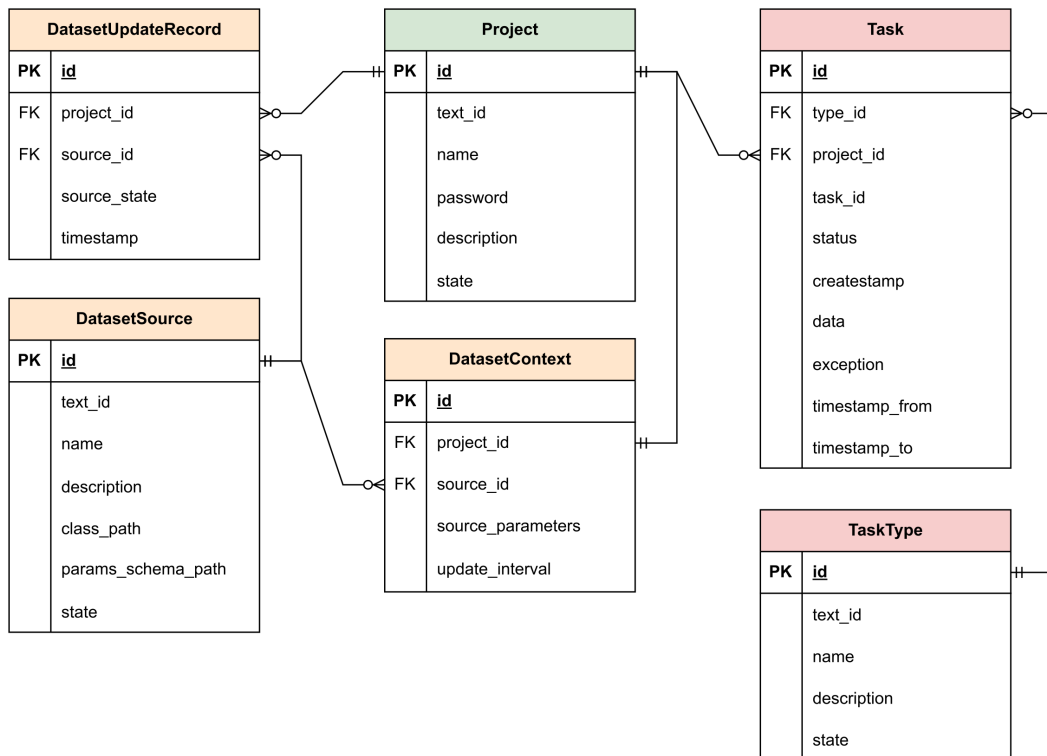 DatasetUpdateRecord
PK id
FK project_id
FK source_id
source_state
timestamp
DatasetSource
PK id
text_id
name
description
class_path
params_schema_path
state
Project
PK id
text_id
name
password
description
state
DatasetContext
PK id
FK project_id
FK source_id
source_parameters
update_interval
Task
PK id
FK type_id
FK project_id
task_id
status
createstamp
data
exception
timestamp_from
timestamp_to
TaskType
PK id
text_id
name
description
state